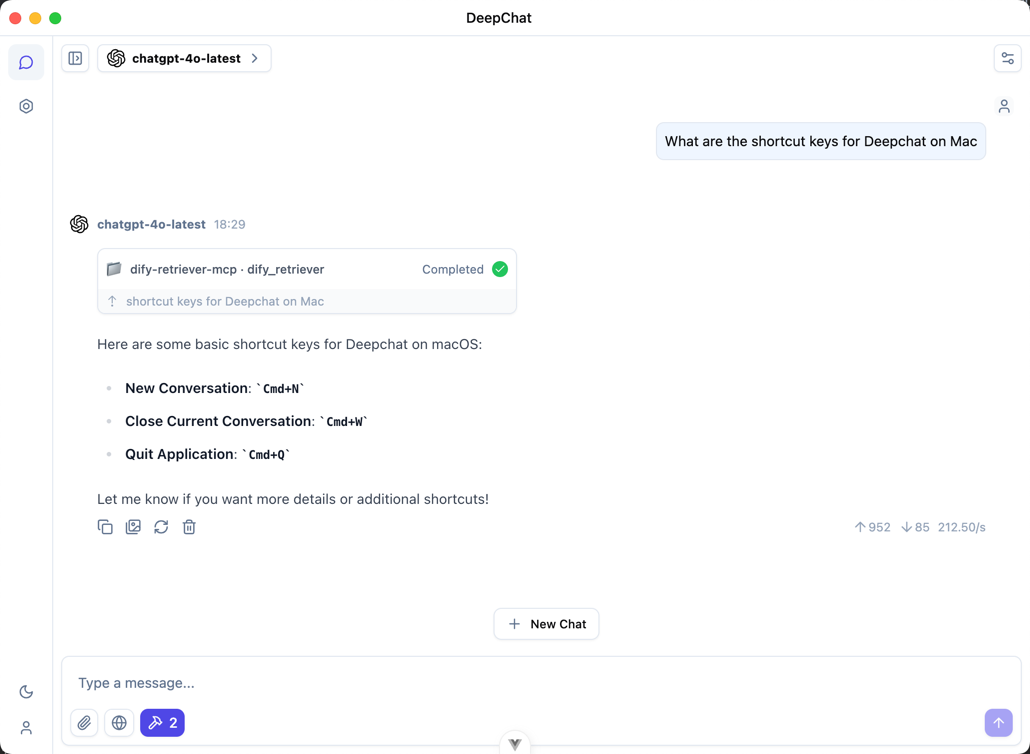 DeepChat
chatgpt-4o-latest
What are the shortcut keys for Deepchat on Mac
chatgpt-4o-latest 18:29
dify-retriever-mcp · dify_retriever Completed
shortcut keys for Deepchat on Mac
Here are some basic shortcut keys for Deepchat on macOS:
New Conversation: `Cmd+N`
Close Current Conversation: `Cmd+W`
Quit Application: `Cmd+Q`
Let me know if you want more details or additional shortcuts!
↑952 ↓85 212.50/s
+ New Chat
Type a message...
2